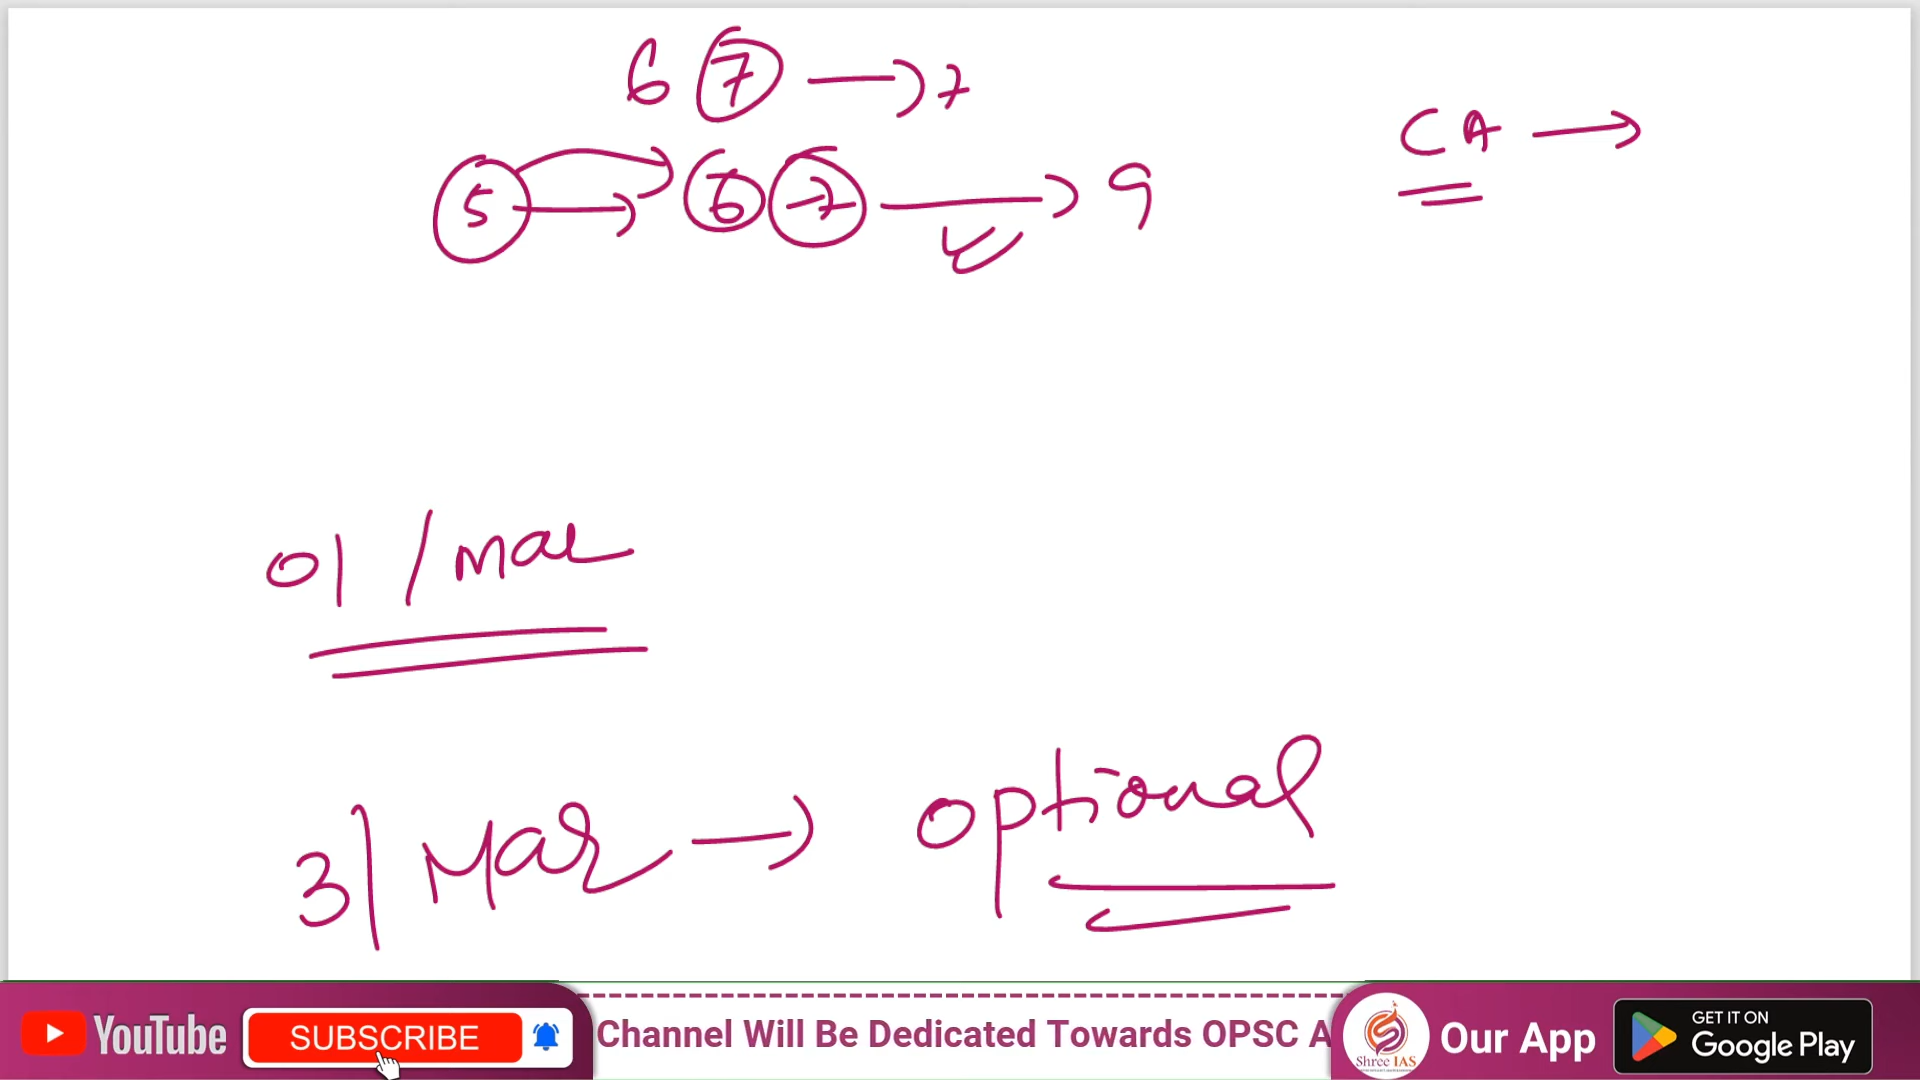 6 7 → 7
CA →
5 → 6 7 → 9
01 / mar
31 Mar → optional
YouTube
SUBSCRIBE
Channel Will Be Dedicated Towards OPSC A
Shree IAS
Our App
GET IT ON
Google Play